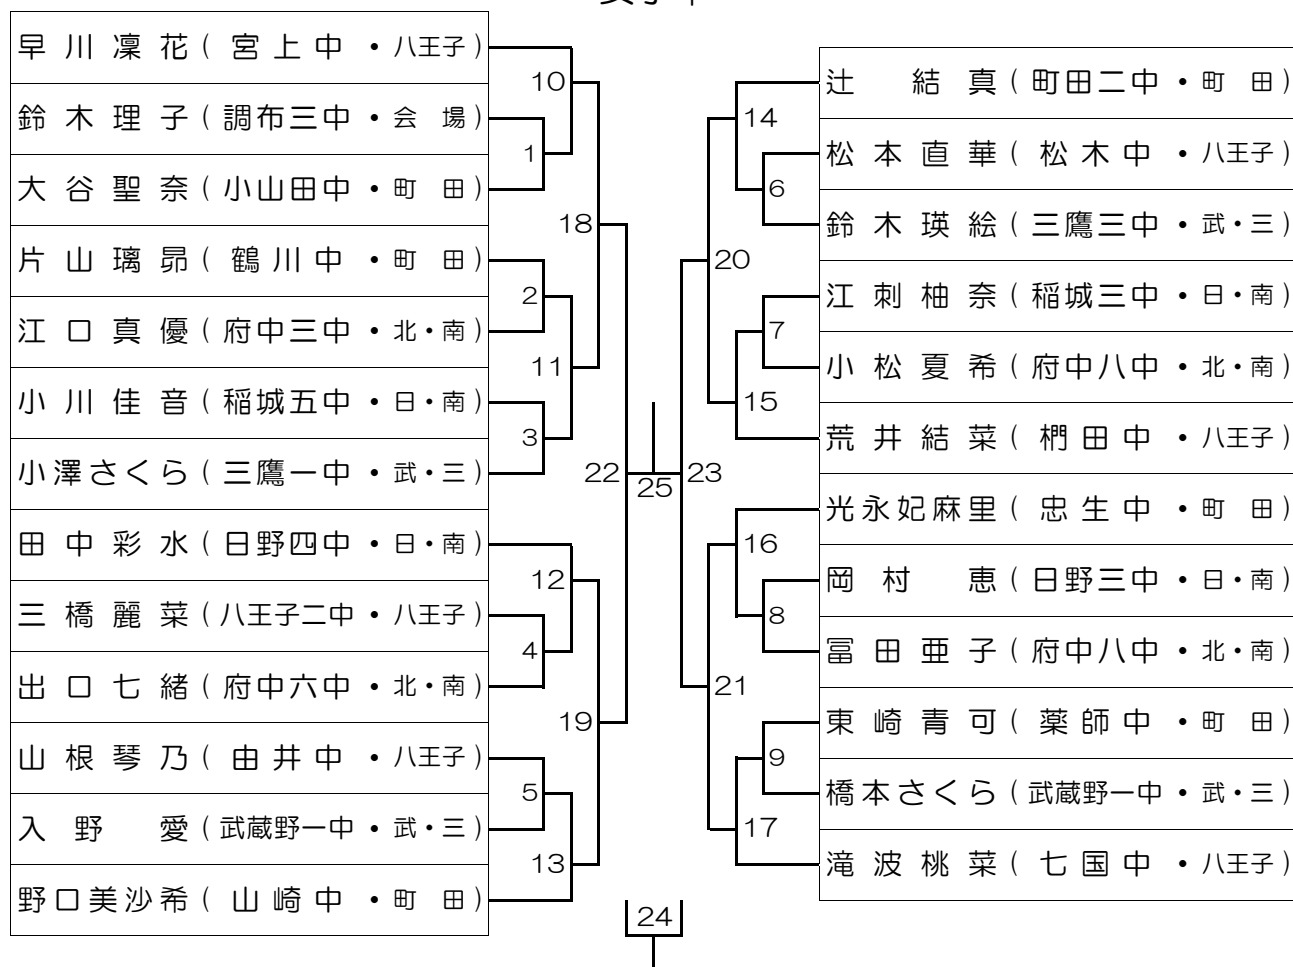 早川凜花(宮上中・八王子)
鈴木理子(調布三中・会場)
大谷聖奈(小山田中・町田)
片山璃昴(鶴川中・町田)
江口真優(府中三中・北・南)
小川佳音(稲城五中・日・南)
小澤さくら(三鷹一中・武・三)
田中彩水(日野四中・日・南)
三橋麗菜(八王子二中・八王子)
出口七緒(府中六中・北・南)
山根琴乃(由井中・八王子)
入野愛(武蔵野一中・武・三)
野口美沙希(山崎中・町田)
10
1
18
2
11
3
22
12
4
19
5
13
25
24
14
6
20
7
15
23
16
8
21
9
17
辻結真(町田二中・町田)
松本直華(松木中・八王子)
鈴木瑛絵(三鷹三中・武・三)
江刺柚奈(稲城三中・日・南)
小松夏希(府中八中・北・南)
荒井結菜(椚田中・八王子)
光永妃麻里(忠生中・町田)
岡村恵(日野三中・日・南)
冨田亜子(府中八中・北・南)
東崎青可(薬師中・町田)
橋本さくら(武蔵野一中・武・三)
滝波桃菜(七国中・八王子)